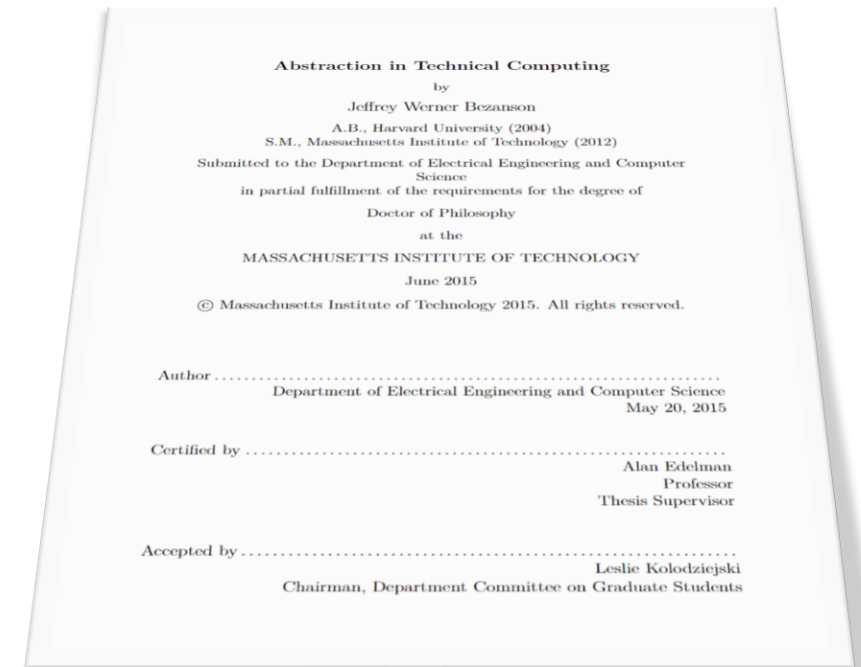 Abstraction in Technical Computing
by
Jeffrey Werner Bezanson
A.B., Harvard University (2004)
S.M., Massachusetts Institute of Technology (2012)
Submitted to the Department of Electrical Engineering and Computer
Science
in partial fulfillment of the requirements for the degree of
Doctor of Philosophy
at the
MASSACHUSETTS INSTITUTE OF TECHNOLOGY
June 2015
© Massachusetts Institute of Technology 2015. All rights reserved.
Author ....................................................................
Department of Electrical Engineering and Computer Science
May 20, 2015
Certified by ................................................................
Alan Edelman
Professor
Thesis Supervisor
Accepted by .................................................................
Leslie Kolodziejski
Chairman, Department Committee on Graduate Students